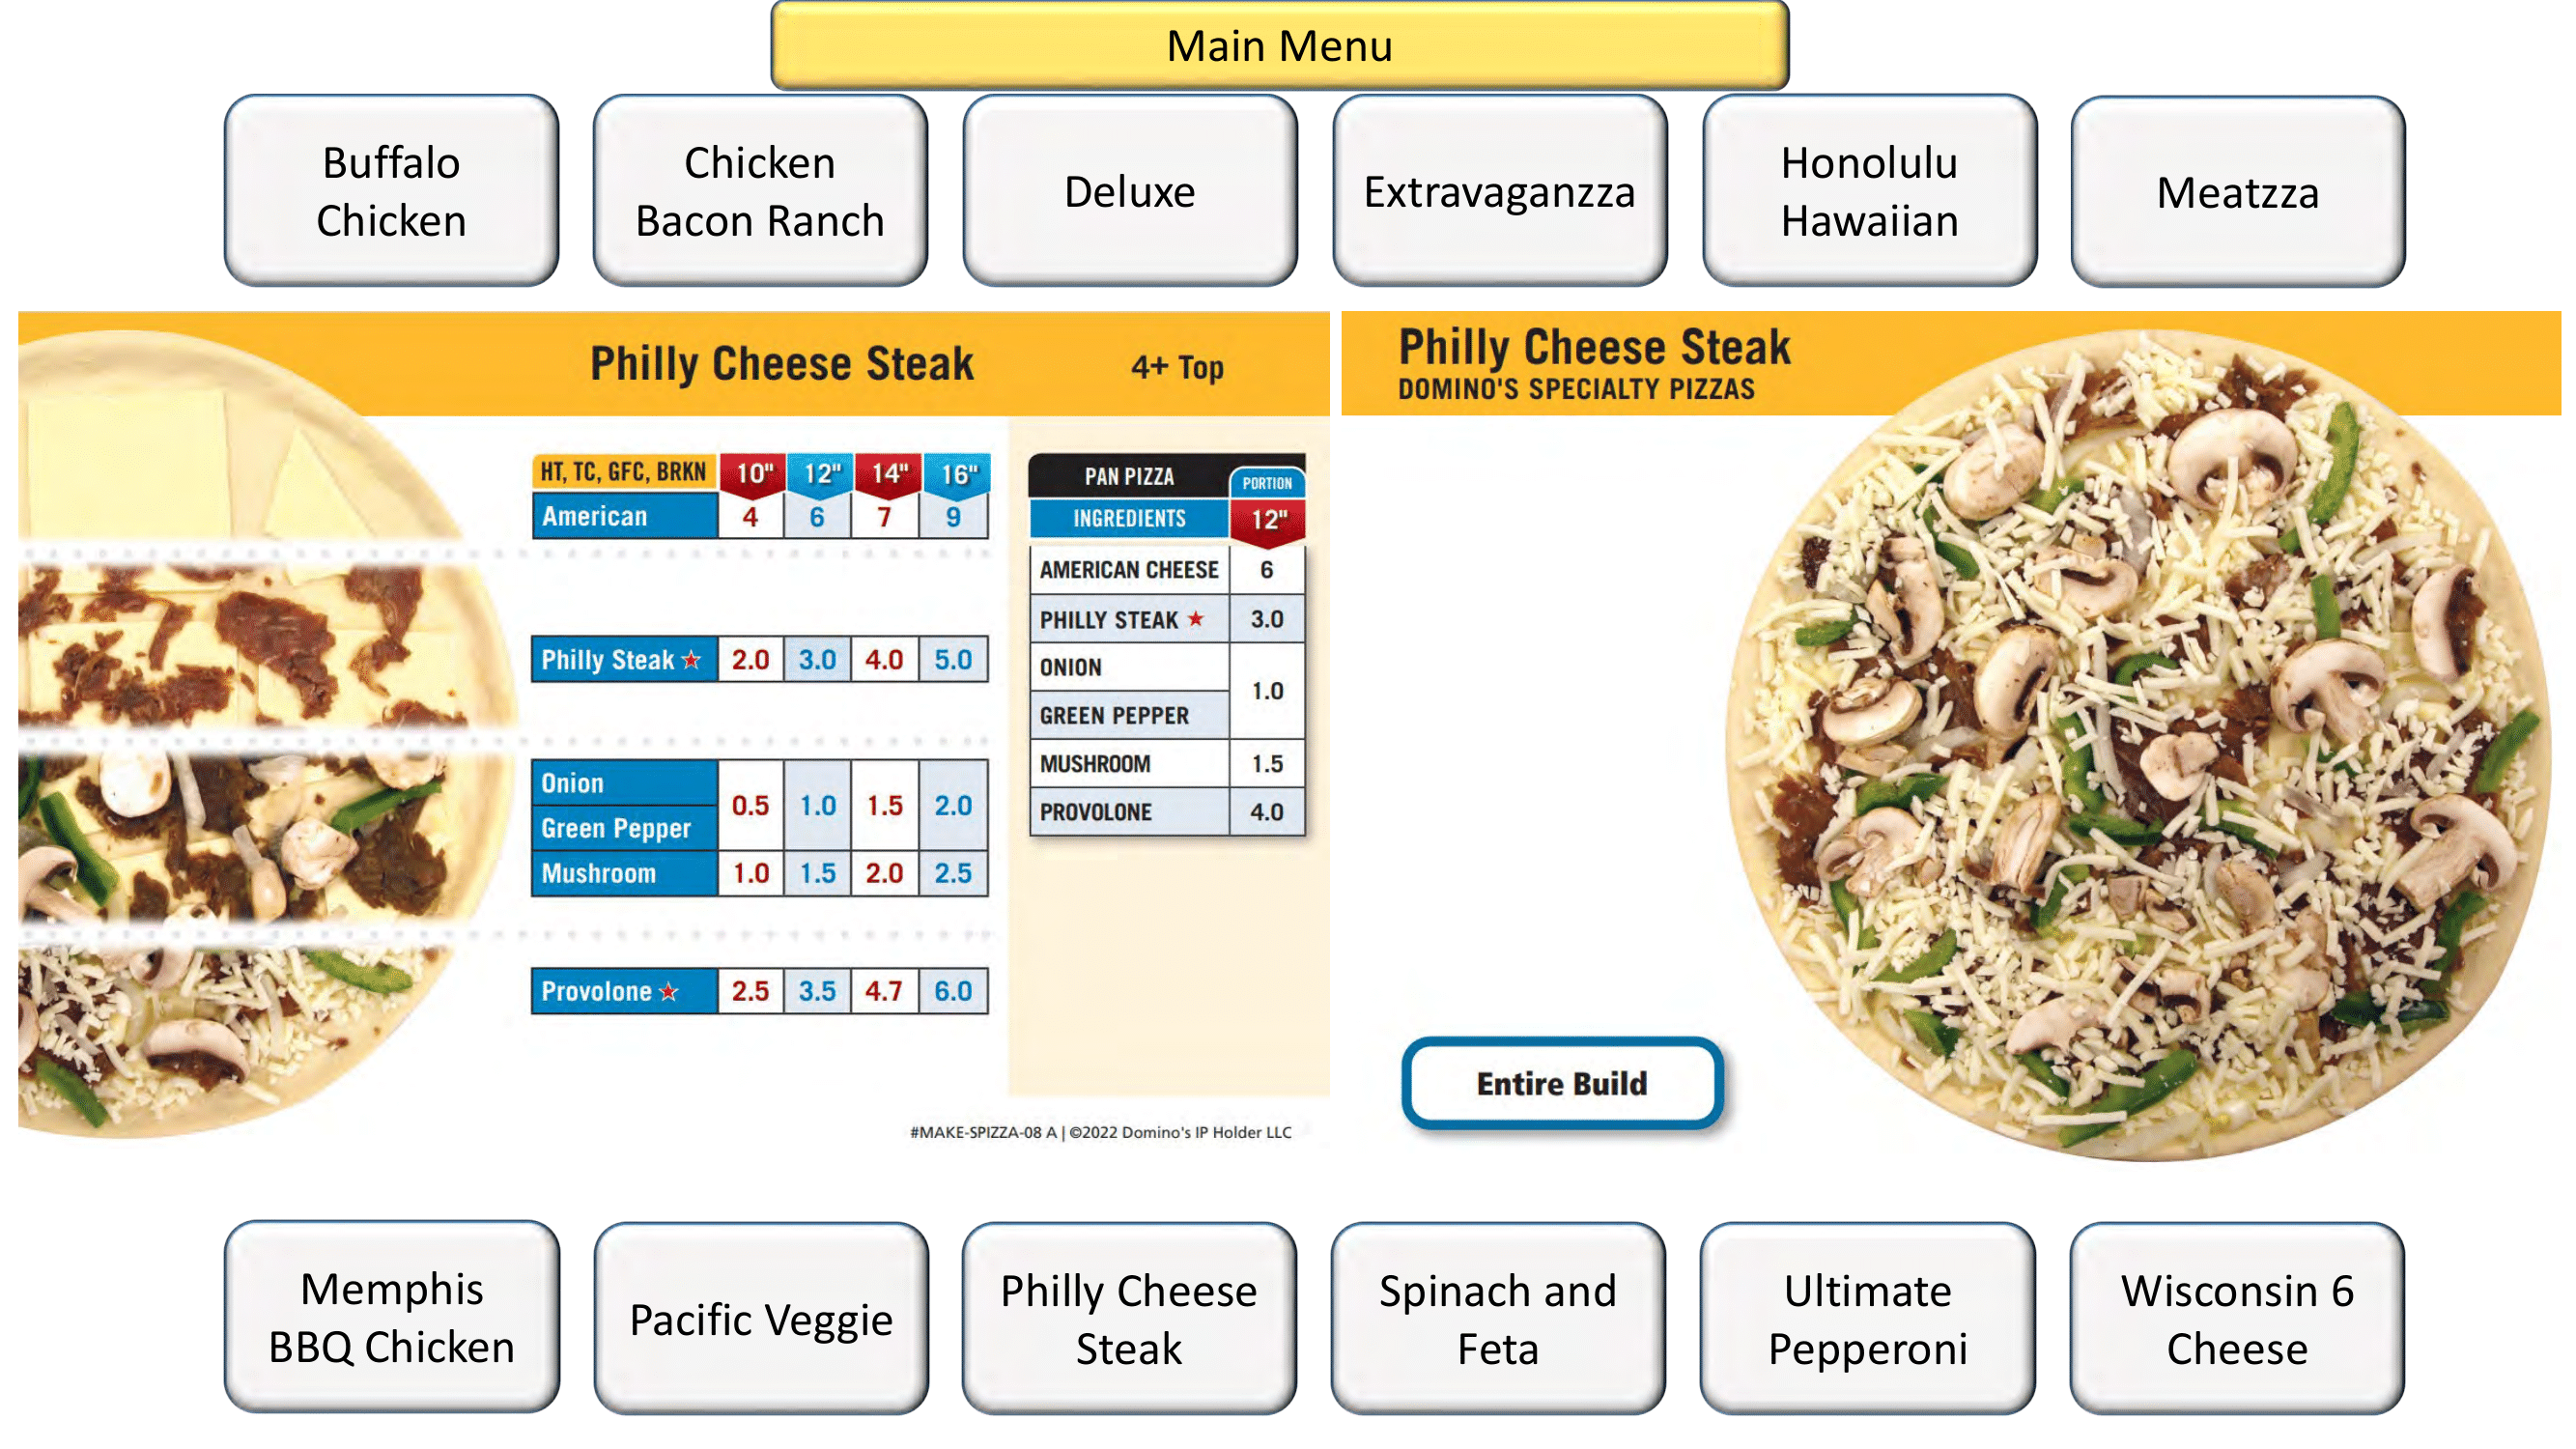 Main Menu
Buffalo
Chicken
Chicken
Bacon Ranch
Deluxe
Extravaganzza
Honolulu
Hawaiian
Meatzza
Philly Cheese Steak 4+ Top
HT, TC, GFC, BRKN 10" 12" 14" 16"
American 4 6 7 9
Philly Steak ★ 2.0 3.0 4.0 5.0
Onion
Green Pepper
0.5 1.0 1.5 2.0
Mushroom 1.0 1.5 2.0 2.5
Provolone ★ 2.5 3.5 4.7 6.0
PAN PIZZA PORTION
INGREDIENTS 12"
AMERICAN CHEESE 6
PHILLY STEAK ★ 3.0
ONION
GREEN PEPPER
1.0
MUSHROOM 1.5
PROVOLONE 4.0
#MAKE-SPIZZA-08 A | ©2022 Domino's IP Holder LLC
Philly Cheese Steak
DOMINO'S SPECIALTY PIZZAS
Entire Build
Memphis
BBQ Chicken
Pacific Veggie
Philly Cheese
Steak
Spinach and
Feta
Ultimate
Pepperoni
Wisconsin 6
Cheese